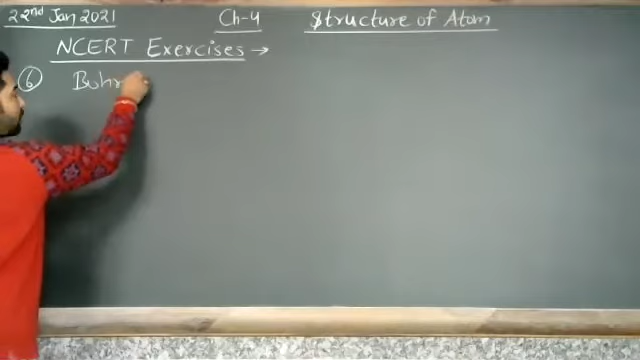 22nd Jan 2021 Ch-4 Structure of Atom
NCERT Exercises →
6 Bohr